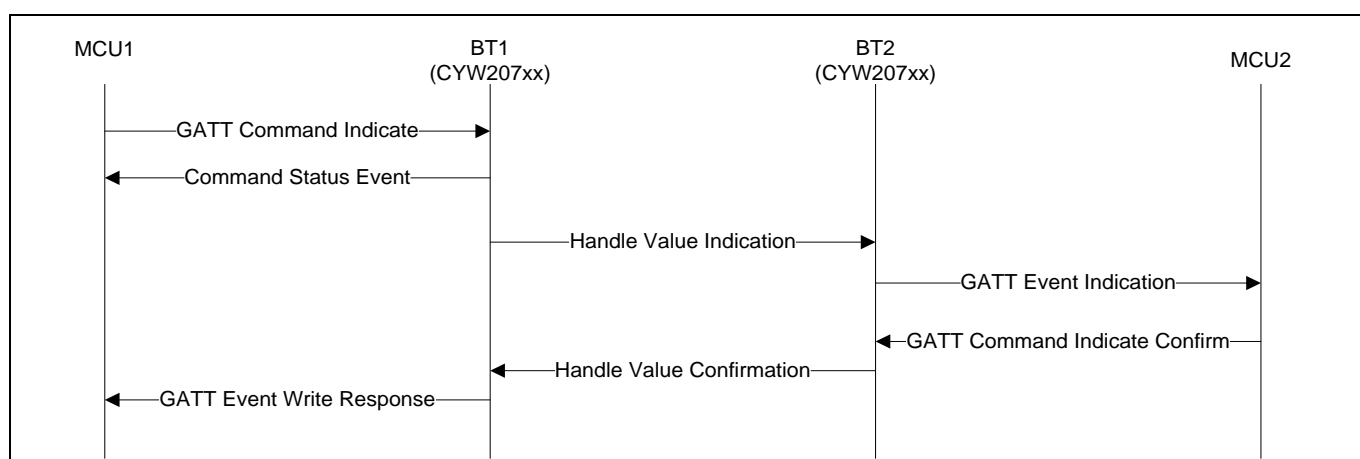 MCU1
BT1
(CYW207xx)
BT2
(CYW207xx)
MCU2
GATT Command Indicate
Command Status Event
Handle Value Indication
GATT Event Indication
GATT Command Indicate Confirm
Handle Value Confirmation
GATT Event Write Response